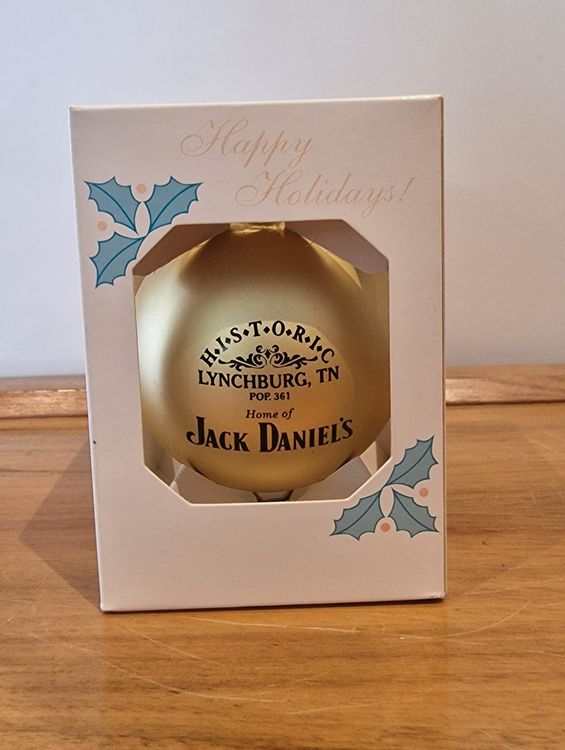 Happy
Holidays!
H•I•S•T•O•R•I•C
LYNCHBURG, TN
POP. 361
Home of
JACK DANIEL'S